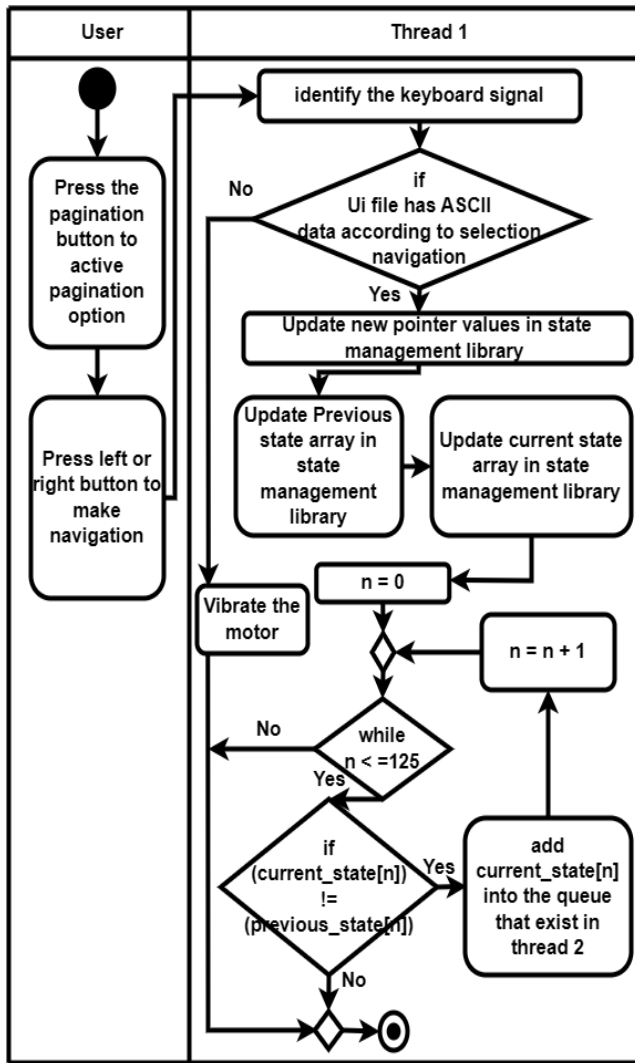 User
Thread 1
identify the keyboard signal
Press the
pagination
button to
active
pagination
option
No
if
Ui file has ASCII
data according to selection
navigation
Yes
Update new pointer values in state
management library
Press left or
right button to
make
navigation
Update Previous
state array in
state
management
library
Update current state
array in state
management library
n = 0
Vibrate the
motor
n = n + 1
No
while
n < =125
Yes
if
(current_state[n])
!=
(previous_state[n])
Yes
add
current_state[n]
into the queue
that exist in
thread 2
No